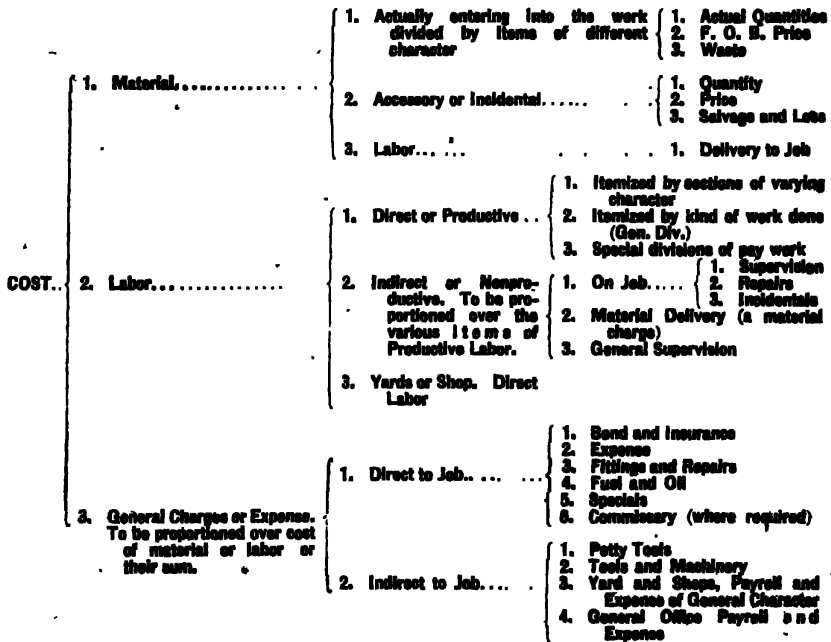 1. Actually entering into the work divided by items of different character
1. Actual Quantities
2. F. O. B. Price
3. Waste
1. Material
2. Accessory or Incidental
1. Quantity
2. Price
3. Salvage and Loss
3. Labor
1. Delivery to Job
COST
2. Labor
1. Direct or Productive
1. Itemized by sections of varying
character
2. Itemized by kind of work done
(Gen. Div.)
3. Special divisions of pay work
2. Indirect or Nonpro-
ductive. To be pro-
portioned over the
various Items of
Productive Labor.
1. On Job
1. Supervision
2. Repairs
3. Incidentals
2. Material Delivery (a material
charge)
3. General Supervision
3. Yards or Shop. Direct
Labor
3. General Charges or Expense.
To be proportioned over cost
of material or labor or
their sum.
1. Direct to Job
1. Bond and Insurance
2. Expense
3. Fittings and Repairs
4. Fuel and Oil
5. Specials
6. Commissary (where required)
2. Indirect to Job
1. Petty Tools
2. Tools and Machinery
3. Yard and Shops, Payroll and
Expense of General Character
4. General Office Payroll and
Expense